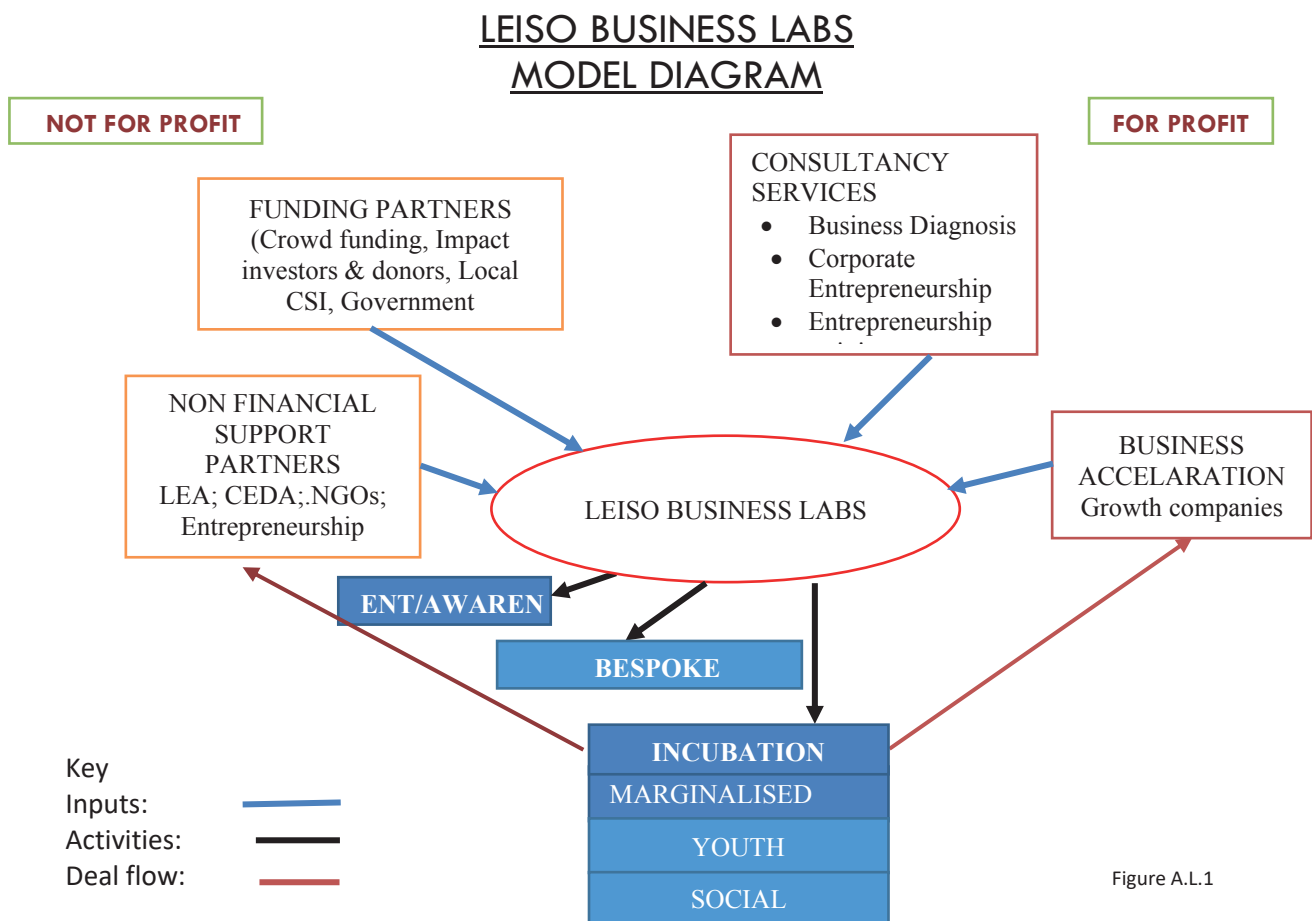 LEISO BUSINESS LABS
MODEL DIAGRAM
NOT FOR PROFIT
FOR PROFIT
FUNDING PARTNERS
(Crowd funding, Impact
investors & donors, Local
CSI, Government
CONSULTANCY
SERVICES
• Business Diagnosis
• Corporate
Entrepreneurship
• Entrepreneurship
NON FINANCIAL
SUPPORT
PARTNERS
LEA; CEDA;.NGOs;
Entrepreneurship
LEISO BUSINESS LABS
BUSINESS
ACCELARATION
Growth companies
ENT/AWAREN
BESPOKE
INCUBATION
MARGINALISED
YOUTH
SOCIAL
Key
Inputs:
Activities:
Deal flow:
Figure A.L.1